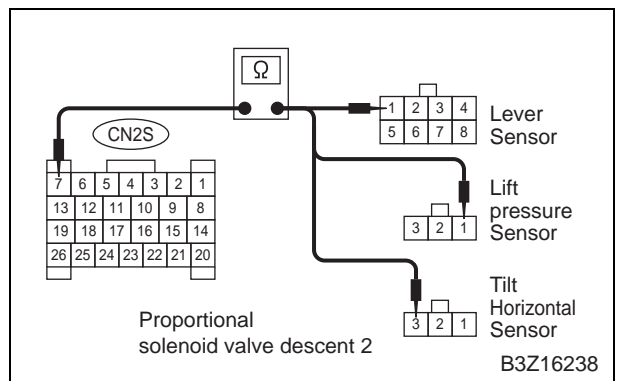 Ω
CN2S
7 6 5 4 3 2 1
13 12 11 10 9 8
19 18 17 16 15 14
26 25 24 23 22 21 20
1 2 3 4
5 6 7 8
Lever
Sensor
3 2 1
Lift
pressure
Sensor
3 2 1
Tilt
Horizontal
Sensor
Proportional
solenoid valve descent 2
B3Z16238